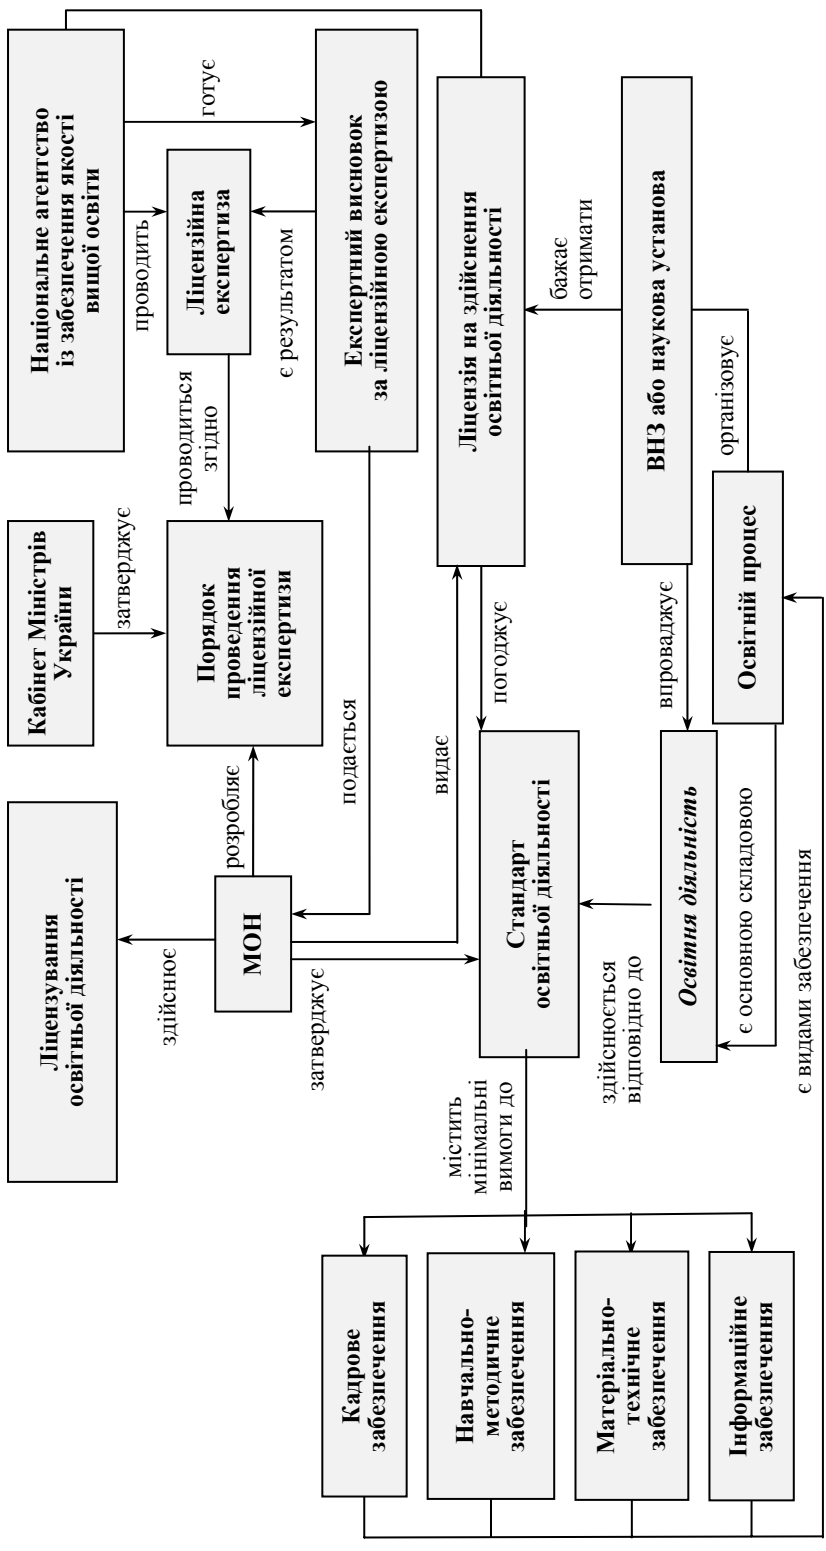 Ліцензування
освітньої діяльності
Кабінет Міністрів
України
Національне агентство
із забезпечення якості
вищої освіти
здійснює
затверджує
проводить
готує
МОН
розробляє
Порядок
проведення
ліцензійної
експертизи
проводиться
згідно
Ліцензійна
експертиза
є результатом
затверджує
подається
Експертний висновок
за ліцензійною експертизою
Кадрове
забезпечення
видає
Ліцензія на здійснення
освітньої діяльності
Навчально-
методичне
забезпечення
містить
мінімальні
вимоги до
Стандарт
освітньої діяльності
погоджує
бажає
отримати
Матеріально-
технічне
забезпечення
здійснюється
відповідно до
Освітня діяльність
впроваджує
ВНЗ або наукова установа
Інформаційне
забезпечення
є основною складовою
Освітній процес
організовує
є видами забезпечення